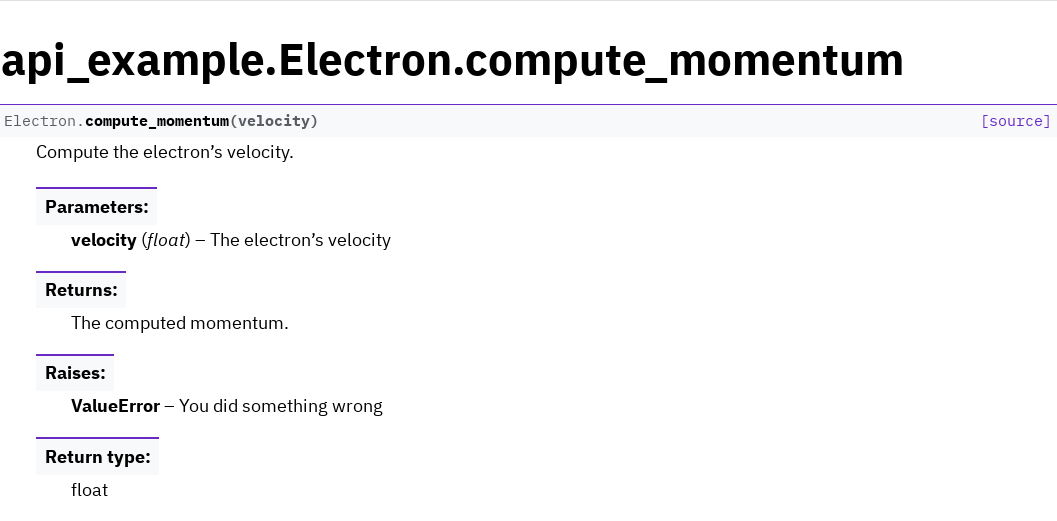 api_example.Electron.compute_momentum
Electron.compute_momentum(velocity) [source]
Compute the electron’s velocity.
Parameters:
velocity (float) – The electron’s velocity
Returns:
The computed momentum.
Raises:
ValueError – You did something wrong
Return type:
float